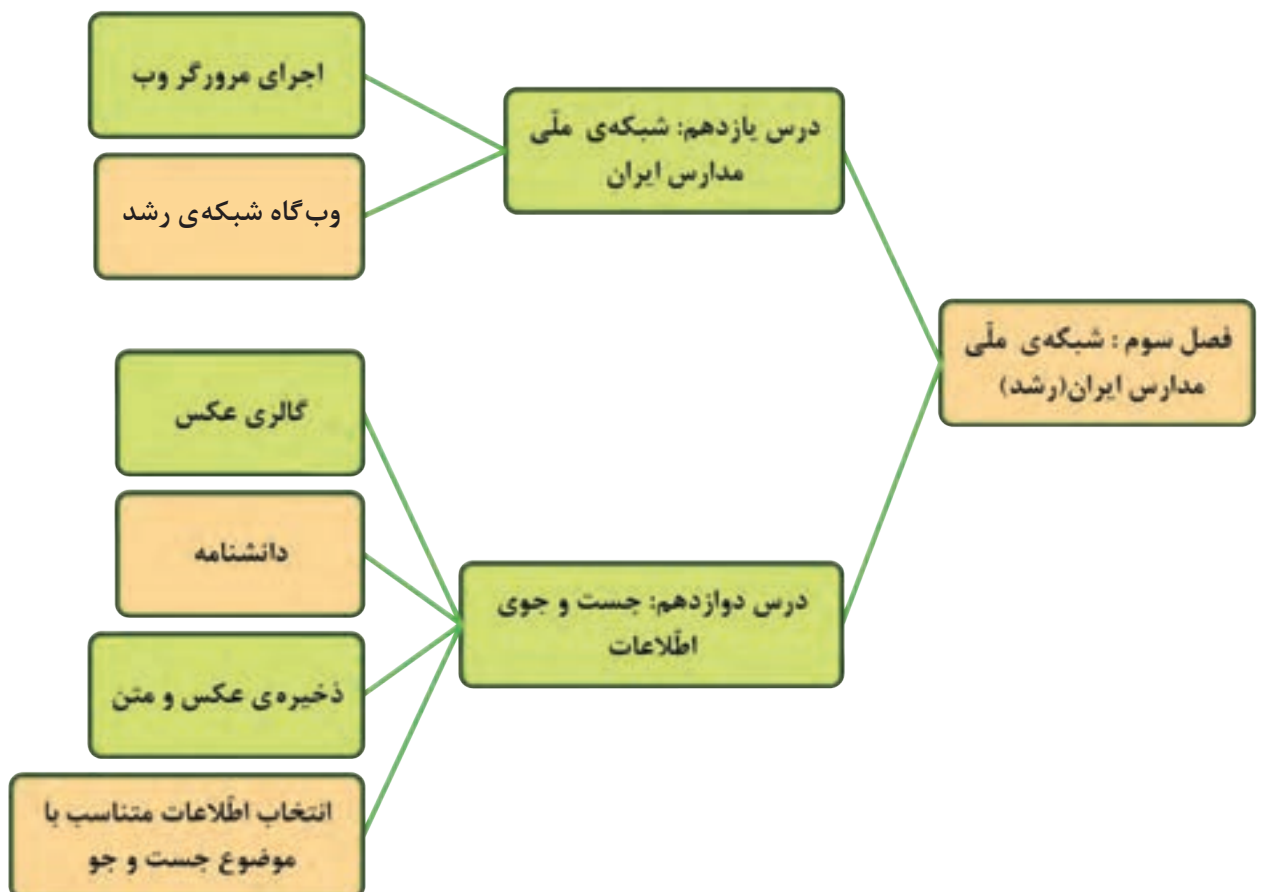 فصل سوم : شبکه‌ی ملّی
مدارس ایران(رشد)
درس یازدهم: شبکه‌ی ملّی
مدارس ایران
اجرای مرورگر وب
وب‌گاه شبکه‌ی رشد
درس دوازدهم: جست و جوی
اطّلاعات
گالری عکس
دانشنامه
ذخیره‌ی عکس و متن
انتخاب اطّلاعات متناسب با
موضوع جست و جو